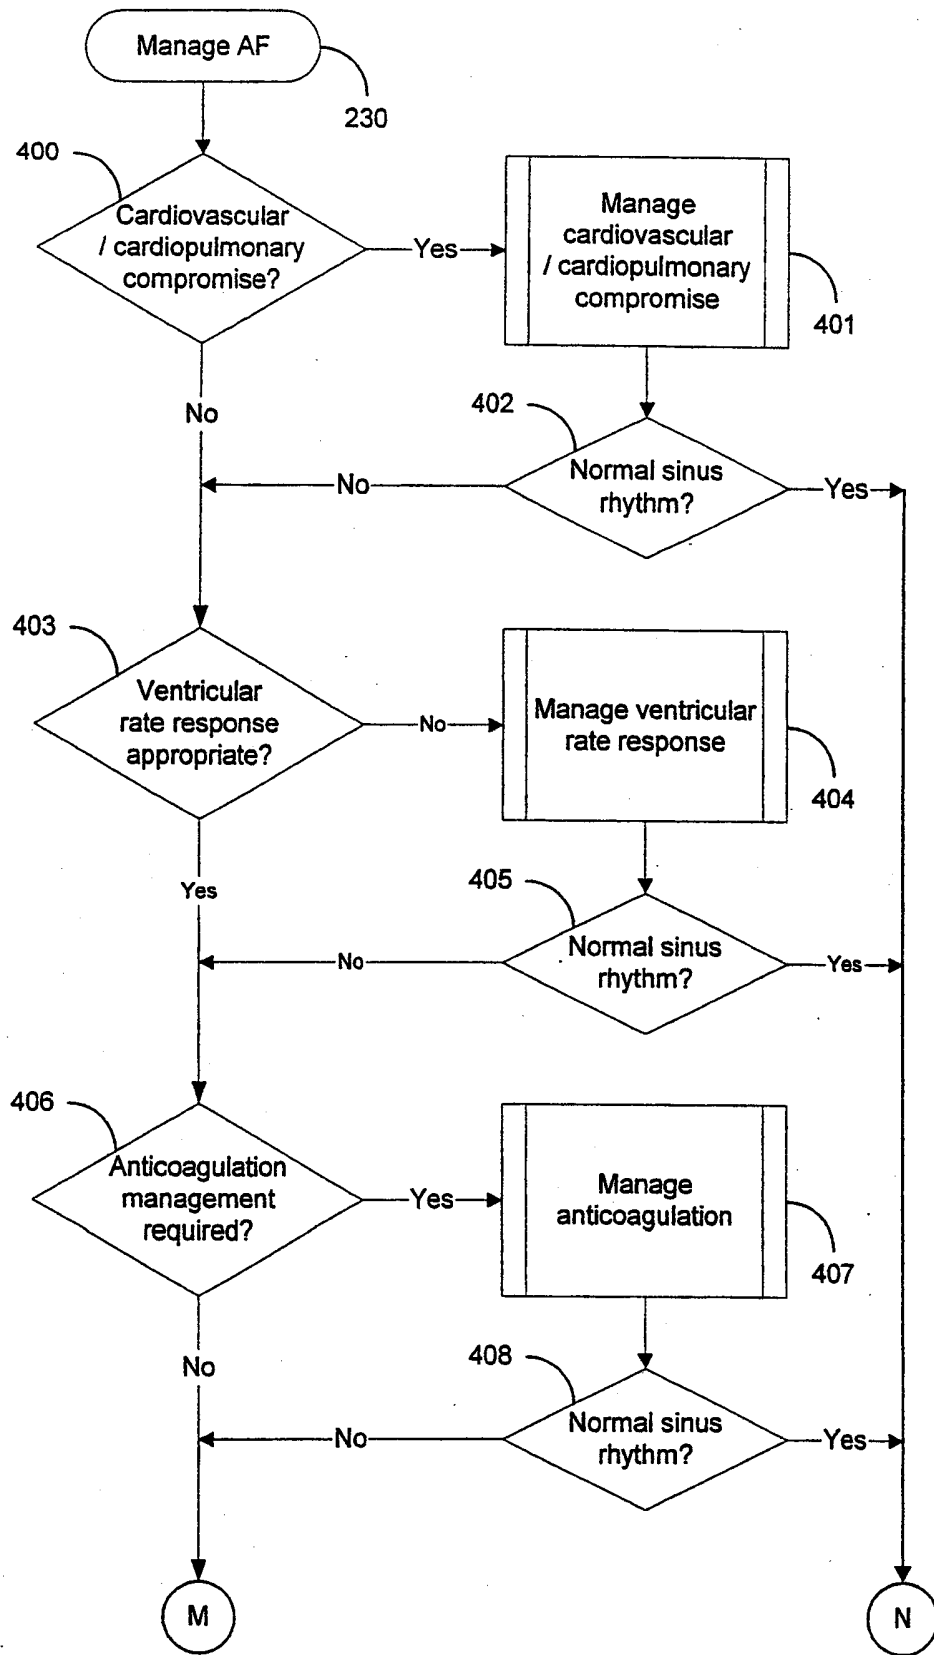 Manage AF
230
400
Cardiovascular
/ cardiopulmonary
compromise?
Yes
Manage
cardiovascular
/ cardiopulmonary
compromise
401
No
402
Normal sinus
rhythm?
No
Yes
403
Ventricular
rate response
appropriate?
No
Manage ventricular
rate response
404
Yes
405
Normal sinus
rhythm?
No
Yes
406
Anticoagulation
management
required?
Yes
Manage
anticoagulation
407
No
408
Normal sinus
rhythm?
No
Yes
M
N